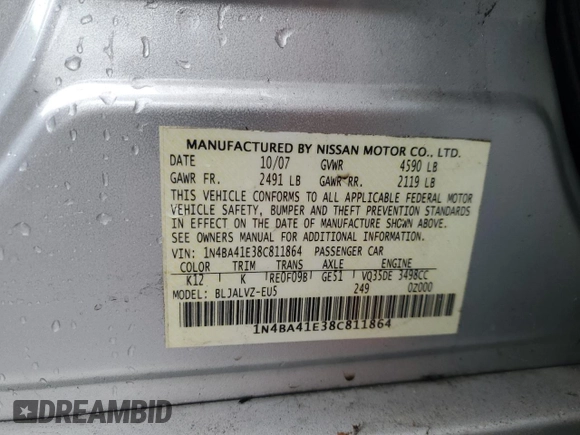 MANUFACTURED BY NISSAN MOTOR CO., LTD.
DATE 10/07 GVWR 4590 LB
GAWR FR. 2491 LB GAWR RR. 2119 LB
THIS VEHICLE CONFORMS TO ALL APPLICABLE FEDERAL MOTOR
VEHICLE SAFETY, BUMPER AND THEFT PREVENTION STANDARDS
IN EFFECT ON THE DATE OF MANUFACTURE SHOWN ABOVE.
SEE OWNERS MANUAL FOR ADDITIONAL INFORMATION.
VIN: 1N4BA41E38C811864 PASSENGER CAR
COLOR TRIM TRANS AXLE ENGINE
K12 K RE0F09B GE51 VQ35DE 3498CC
MODEL: BLJALVZ-EU5 249 0Z000
1N4BA41E38C811864
DREAMBID